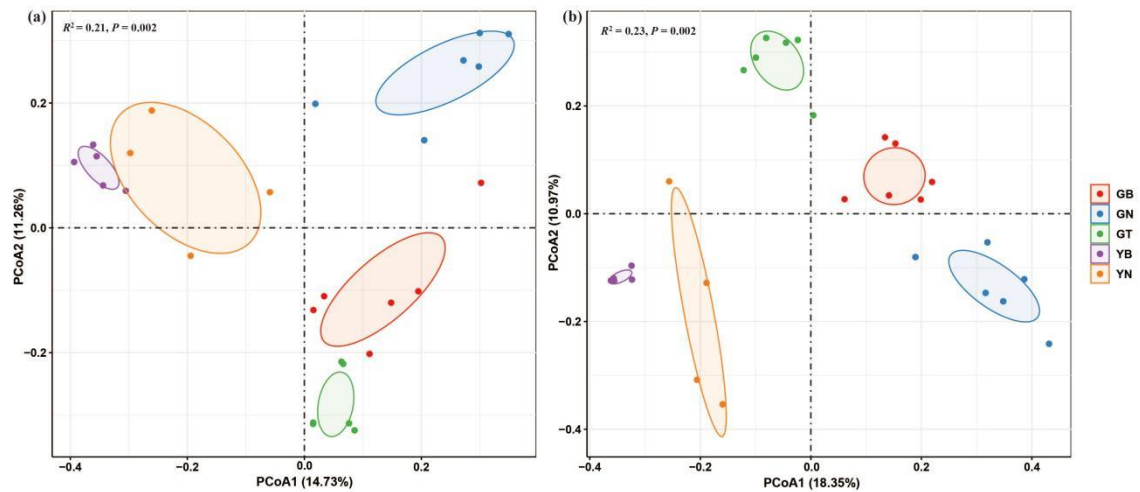 (a)
R² = 0.21, P = 0.002
0.2
0.0
−0.2
−0.4
−0.2
0.0
0.2
PCoA2 (11.26%)
PCoA1 (14.73%)
(b)
R² = 0.23, P = 0.002
0.2
0.0
−0.2
−0.4
−0.4
−0.2
0.0
0.2
0.4
PCoA2 (10.97%)
PCoA1 (18.35%)
GB
GN
GT
YB
YN